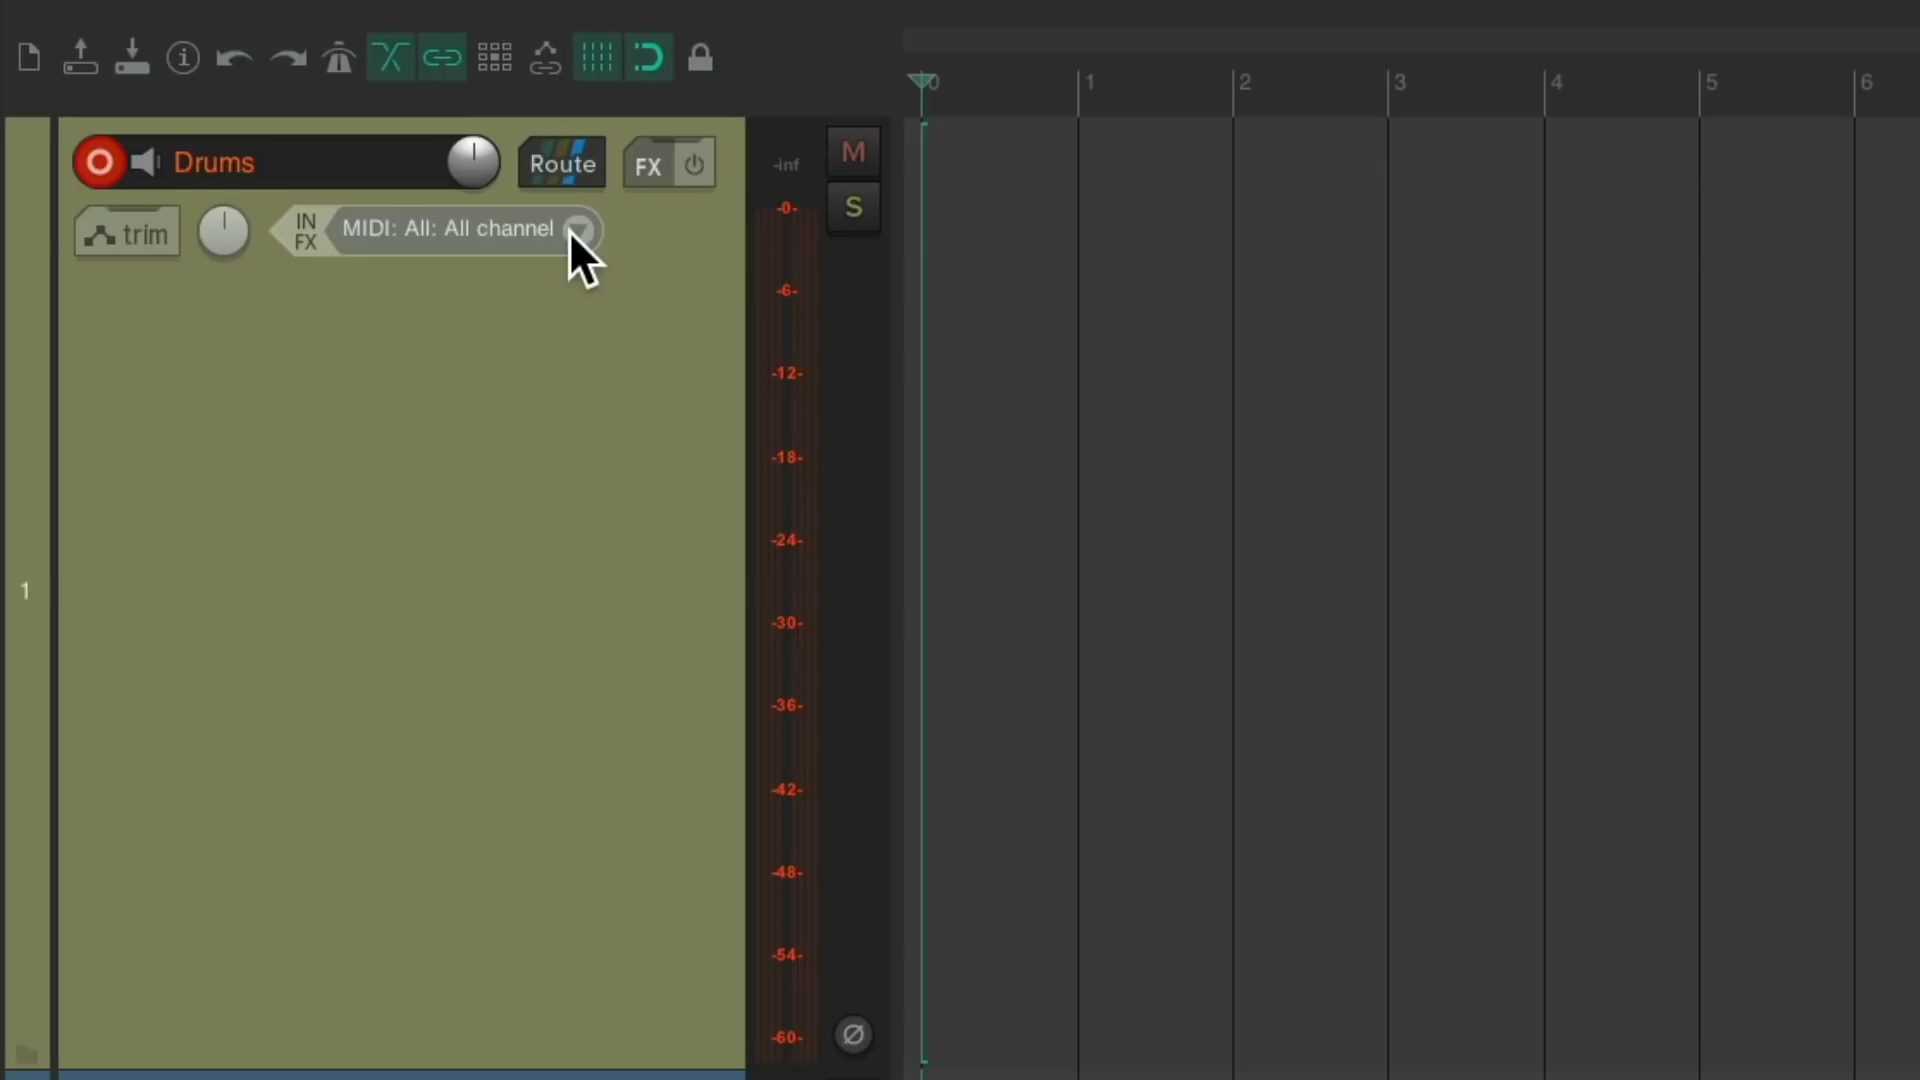 0 1 2 3 4 5 6
Drums Route FX
trim IN FX MIDI: All: All channel
-inf M
S
-0-
-6-
-12-
-18-
-24-
-30-
-36-
-42-
-48-
-54-
-60-
1